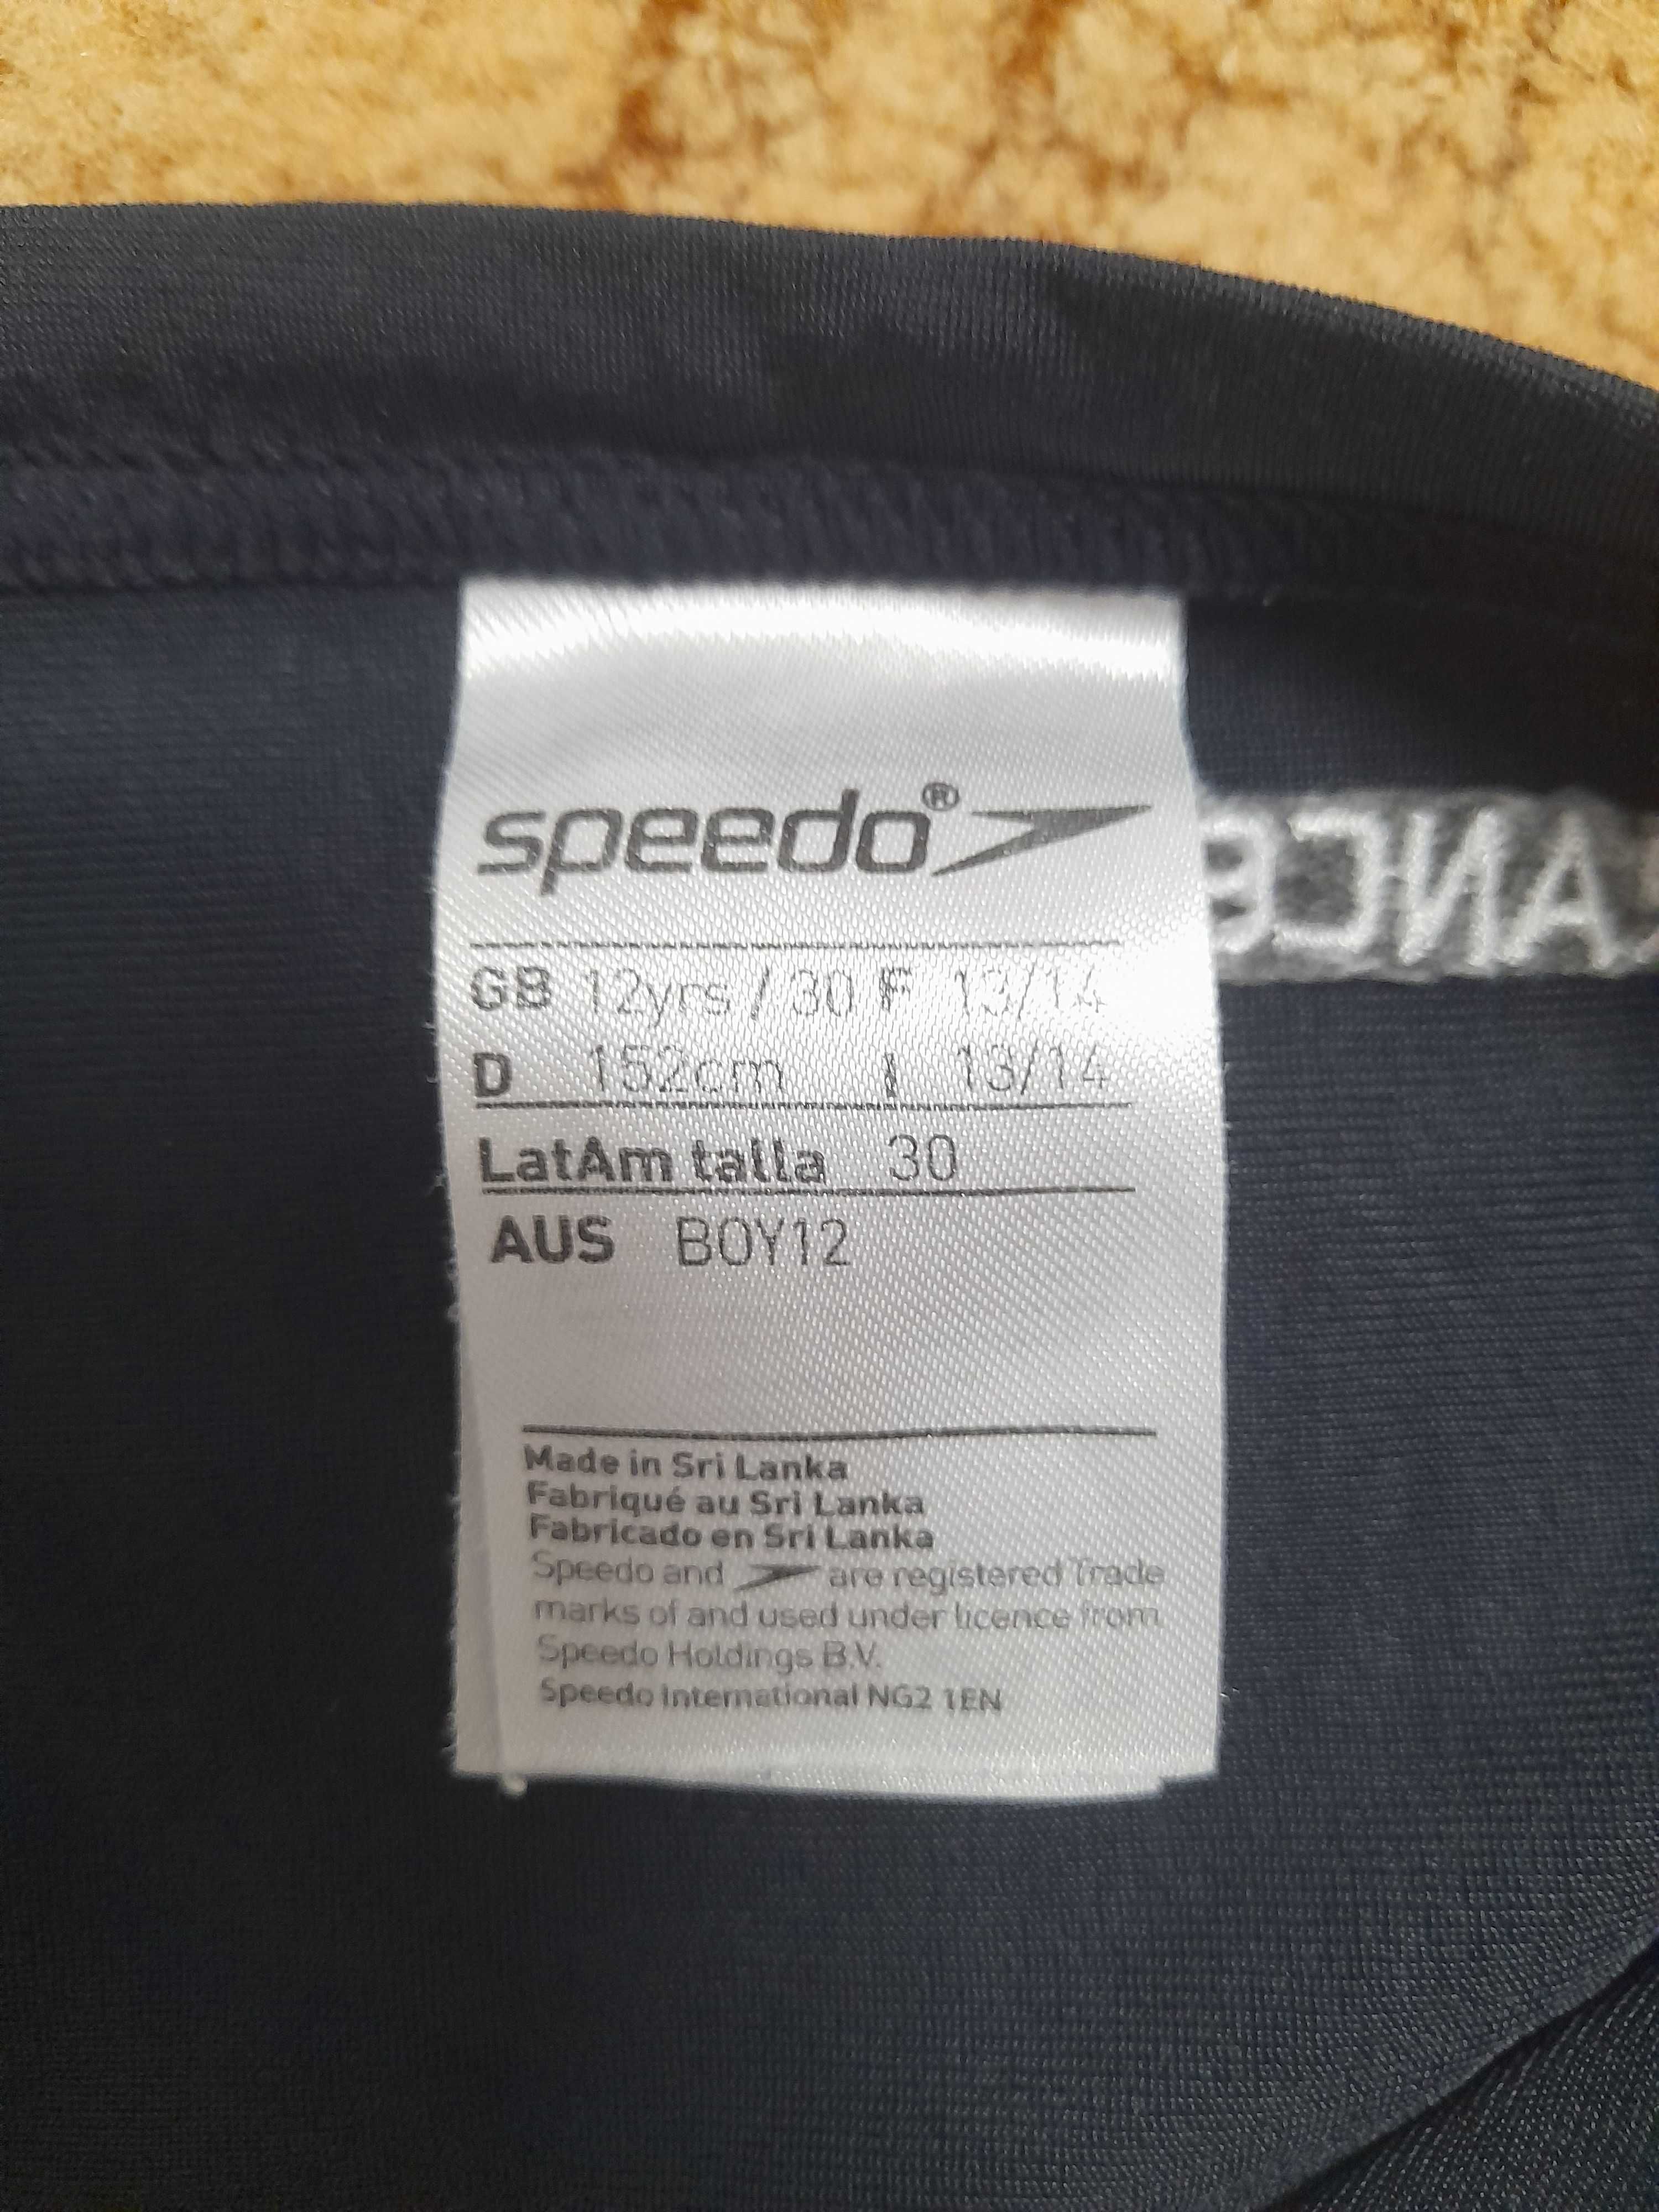 speedo®
GB 12yrs / 30 F 13/14
D 152cm I 13/14
LatAm talla 30
AUS BOY12
Made in Sri Lanka
Fabriqué au Sri Lanka
Fabricado en Sri Lanka
Speedo and are registered Trade
marks of and used under licence from
Speedo Holdings B.V.
Speedo International NG2 1EN